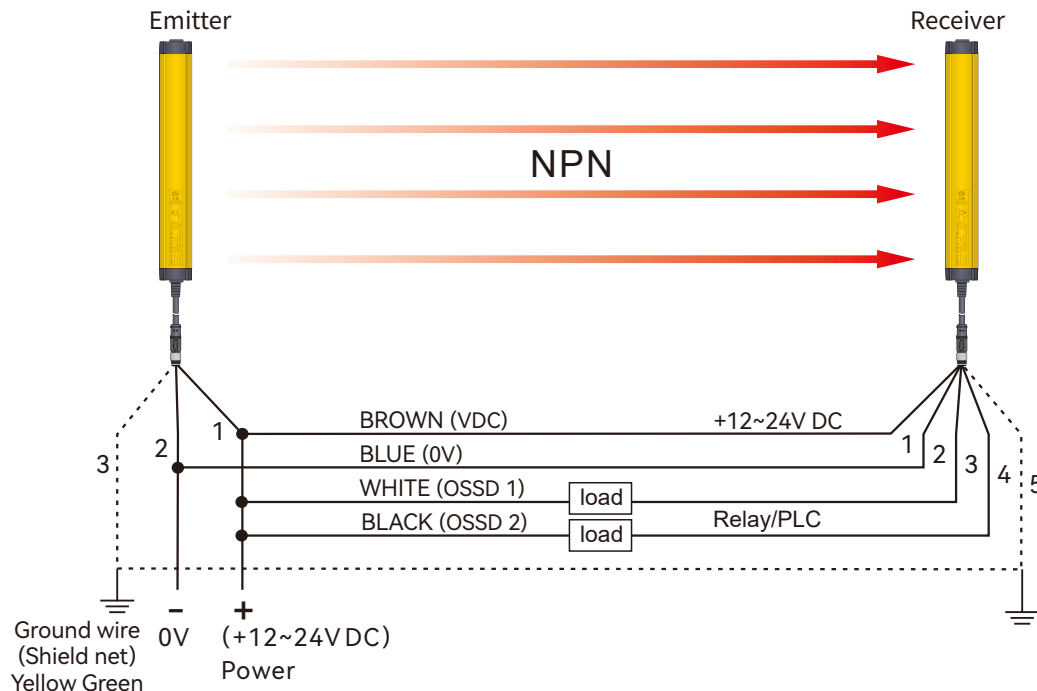 Emitter
Receiver
NPN
1
BROWN (VDC)
+12~24V DC
1
2
BLUE (0V)
2
3
3
WHITE (OSSD 1)
load
4
5
BLACK (OSSD 2)
load
Relay/PLC
-
+
Ground wire
(Shield net)
Yellow Green
0V
(+12~24V DC)
Power